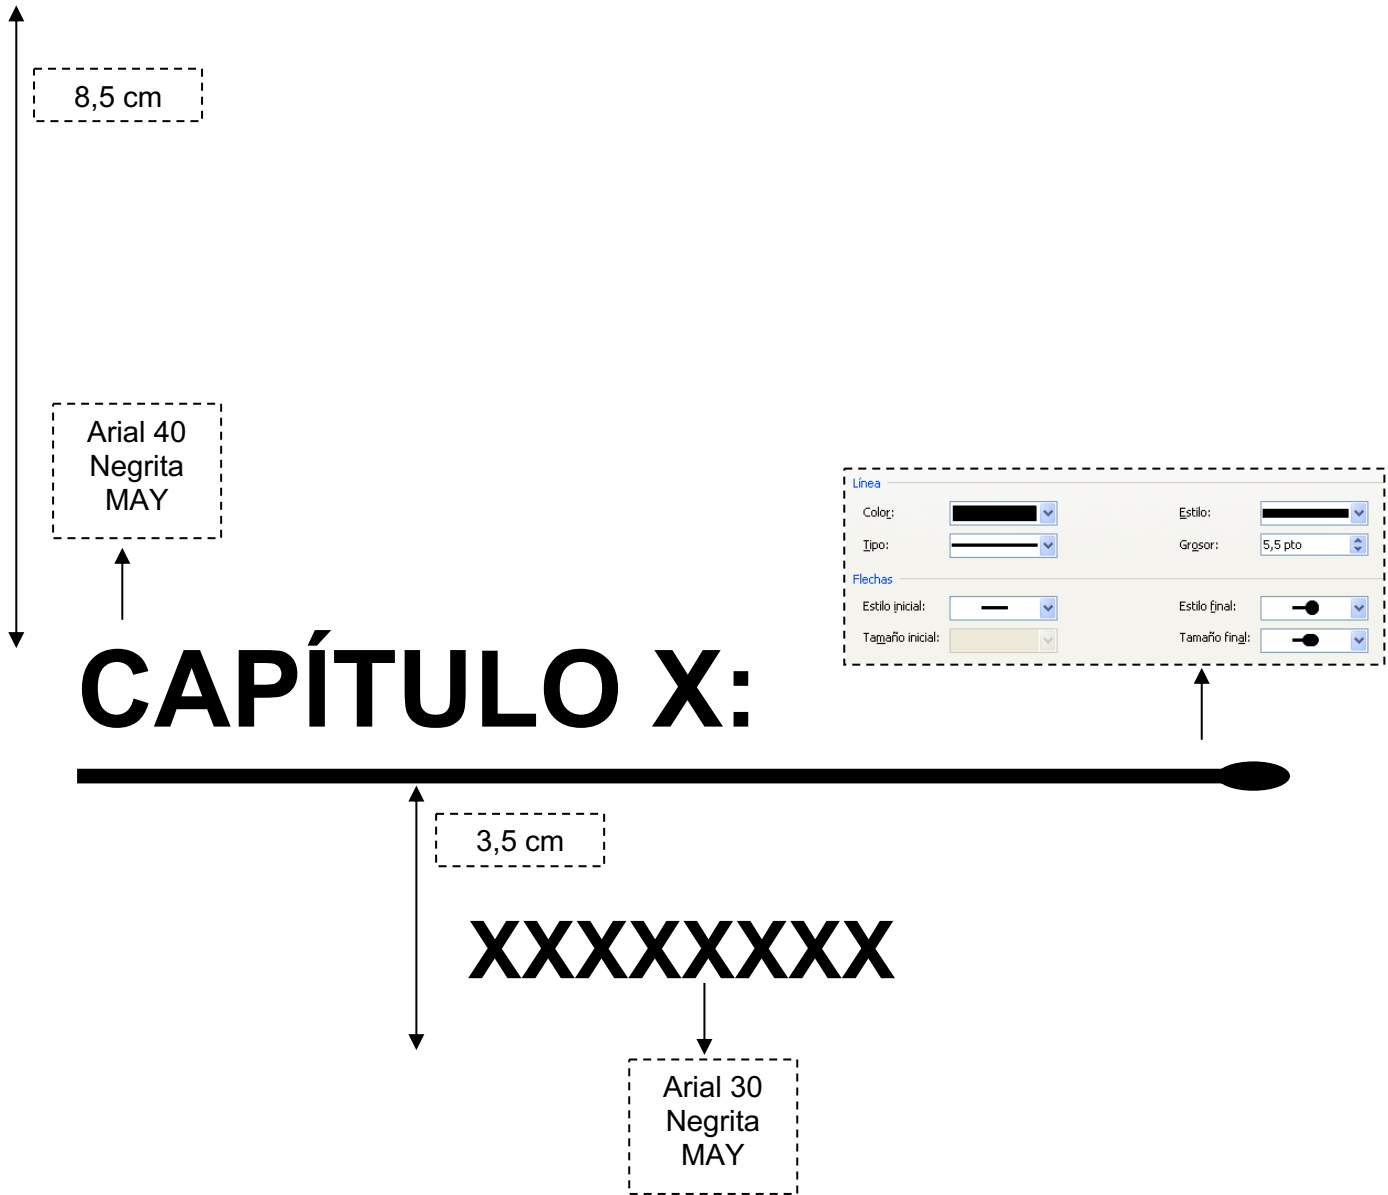 8,5 cm
Arial 40
Negrita
MAY
Línea
Color:
Estilo:
Tipo:
Grosor:
5,5 pto
Flechas
Estilo inicial:
Estilo final:
Tamaño inicial:
Tamaño final:
CAPÍTULO X:
3,5 cm
XXXXXXXX
Arial 30
Negrita
MAY